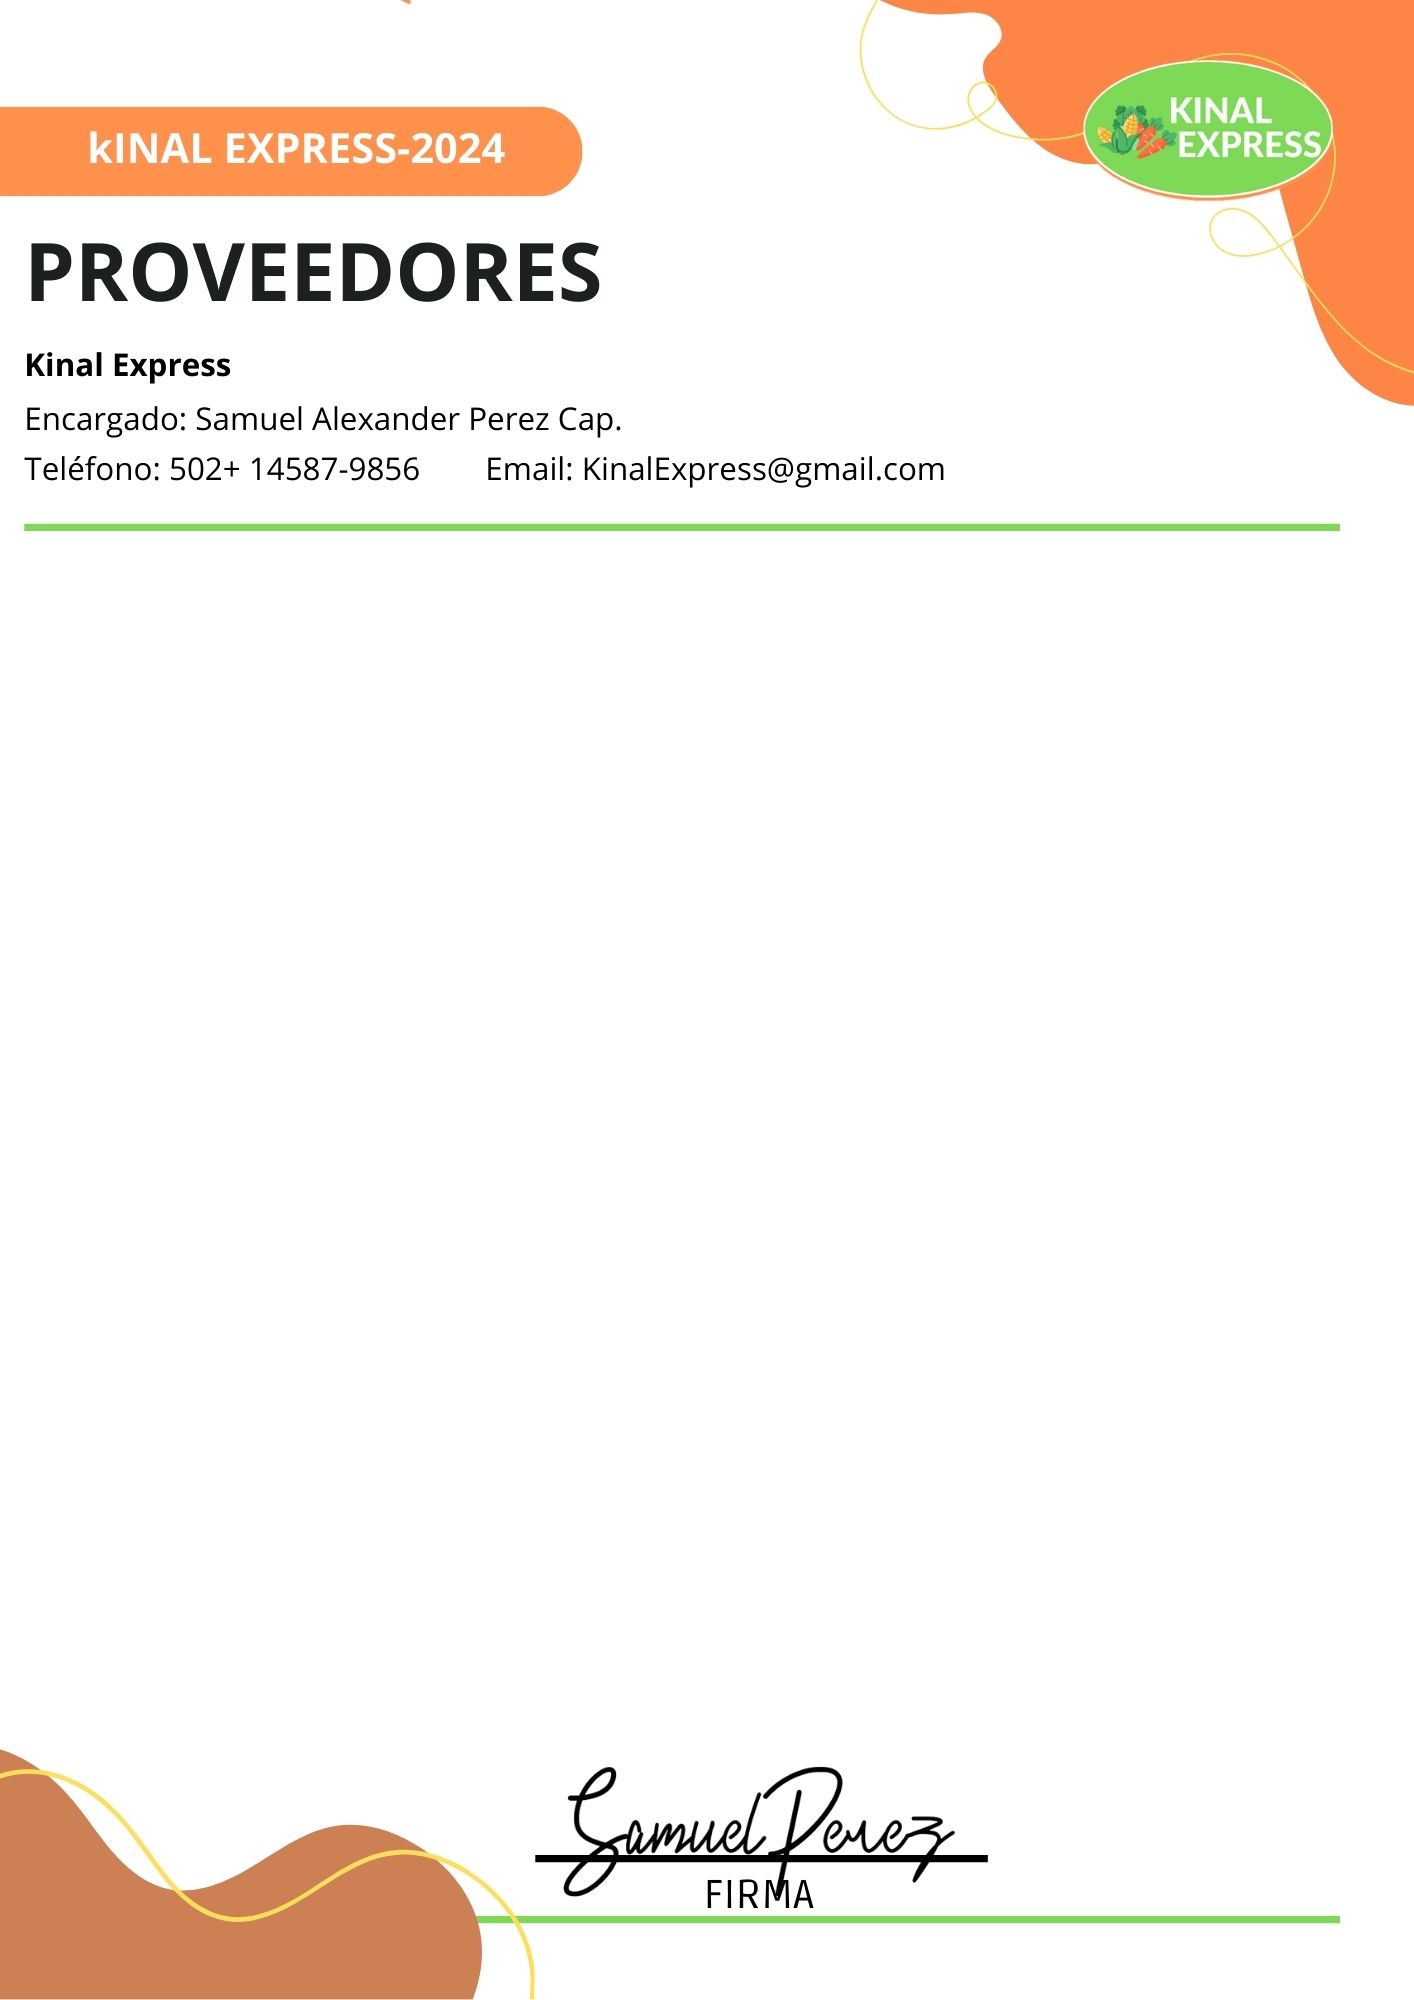 KINAL
EXPRESS
kINAL EXPRESS-2024
PROVEEDORES
Kinal Express
Encargado: Samuel Alexander Perez Cap.
Teléfono: 502+ 14587-9856 Email: KinalExpress@gmail.com
Samuel Perez
FIRMA